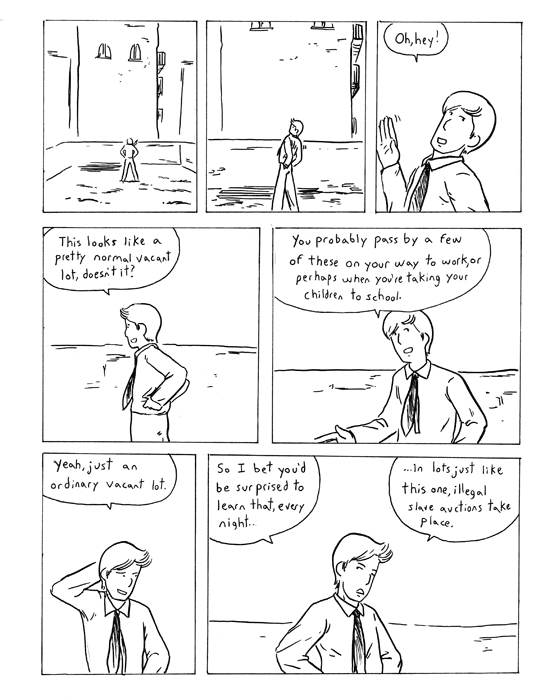 Oh, hey!
This looks like a
pretty normal vacant
lot, doesn't it?
You probably pass by a few
of these on your way to work, or
perhaps when you're taking your
children to school.
Yeah, just an
ordinary vacant lot.
So I bet you'd
be surprised to
learn that, every
night...
...In lots just like
this one, illegal
slave auctions take
place.